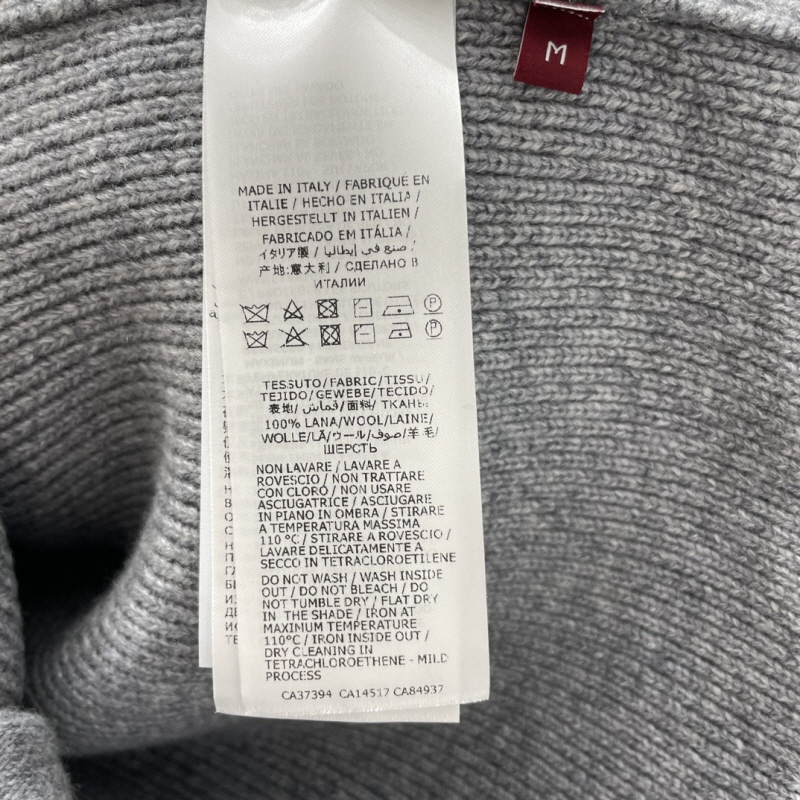 M
MADE IN ITALY / FABRIQUE EN
ITALIE / HECHO EN ITALIA /
HERGESTELLT IN ITALIEN /
FABRICADO EM ITÁLIA /
イタリア製 / صنع في إيطاليا /
产地:意大利 / СДЕЛАНО В
ИТАЛИИ
P
P
TESSUTO/FABRIC/TISSU/
TEJIDO/GEWEBE/TECIDO/
表地/ قماش/面料/ ТКАНЬ:
100% LANA/WOOL/LAINE/
WOLLE/LÃ/ウール/صوف/羊毛/
ШЕРСТЬ
NON LAVARE / LAVARE A
ROVESCIO / NON TRATTARE
CON CLORO / NON USARE
ASCIUGATRICE / ASCIUGARE
IN PIANO IN OMBRA / STIRARE
A TEMPERATURA MASSIMA
110 °C / STIRARE A ROVESCIO /
LAVARE DELICATAMENTE A
SECCO IN TETRACLOROETILENE
DO NOT WASH / WASH INSIDE
OUT / DO NOT BLEACH / DO
NOT TUMBLE DRY / FLAT DRY
IN THE SHADE / IRON AT
MAXIMUM TEMPERATURE
110°C / IRON INSIDE OUT /
DRY CLEANING IN
TETRACHLOROETHENE - MILD
PROCESS
CA37394 CA14517 CA84937